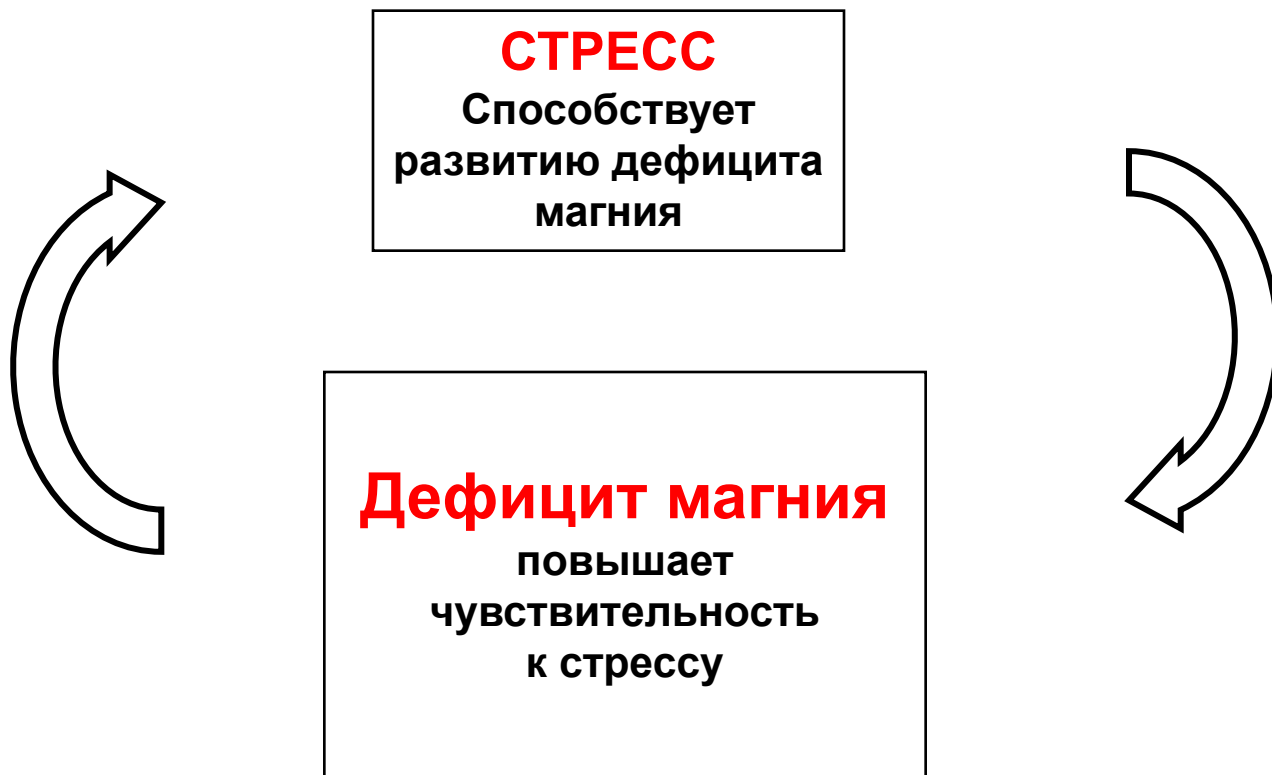 СТРЕСС
Способствует
развитию дефицита
магния
Дефицит магния
повышает
чувствительность
к стрессу